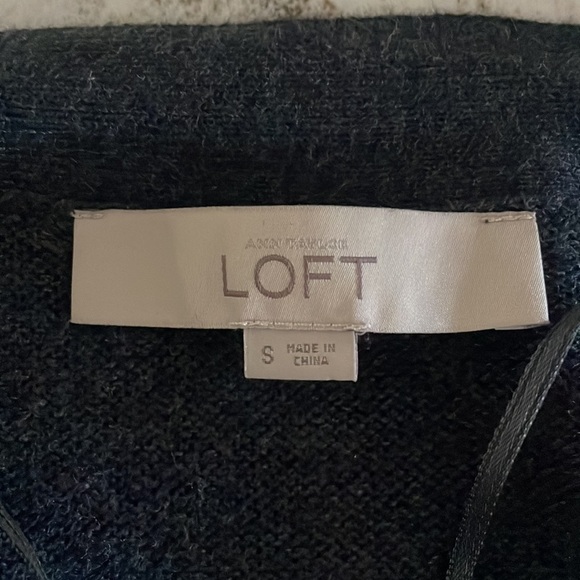 ANN TAYLOR
LOFT
S MADE IN
CHINA